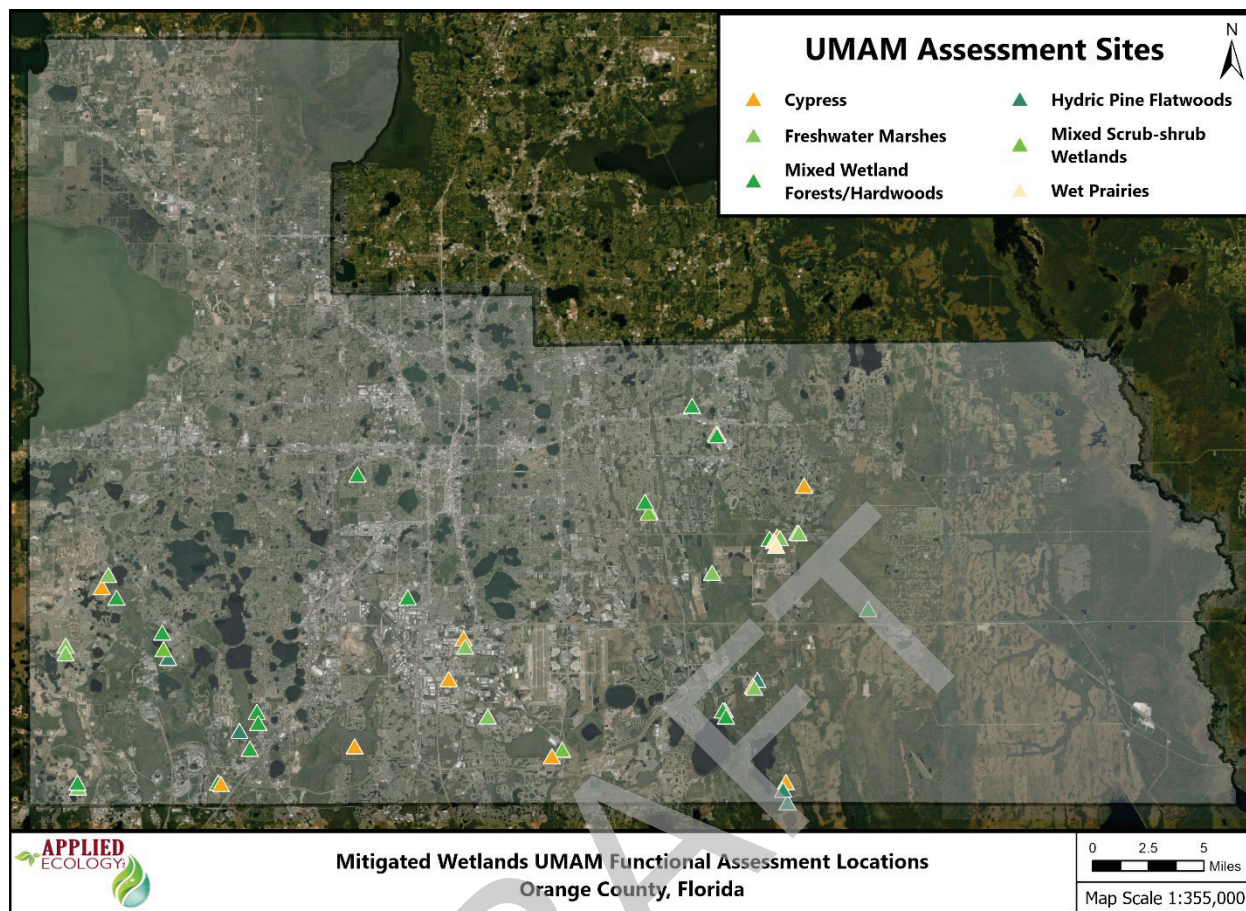 UMAM Assessment Sites
N
Cypress
Freshwater Marshes
Mixed Wetland
Forests/Hardwoods
Hydric Pine Flatwoods
Mixed Scrub-shrub
Wetlands
Wet Prairies
APPLIED
ECOLOGY
Mitigated Wetlands UMAM Functional Assessment Locations
Orange County, Florida
0 2.5 5
Miles
Map Scale 1:355,000